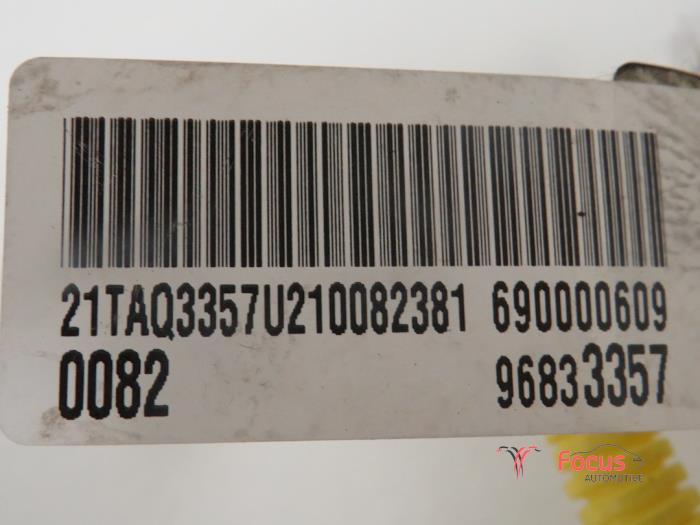 21TAQ3357U210082381 690000609
0082 96833357
Focus
AUTOMOTIVE